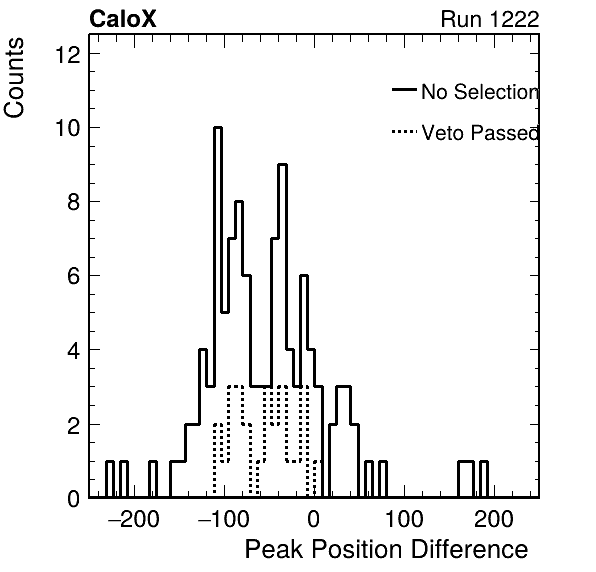 CaloX Run 1222
Counts
12
10
8
6
4
2
0
No Selection
Veto Passed
−200 −100 0 100 200
Peak Position Difference